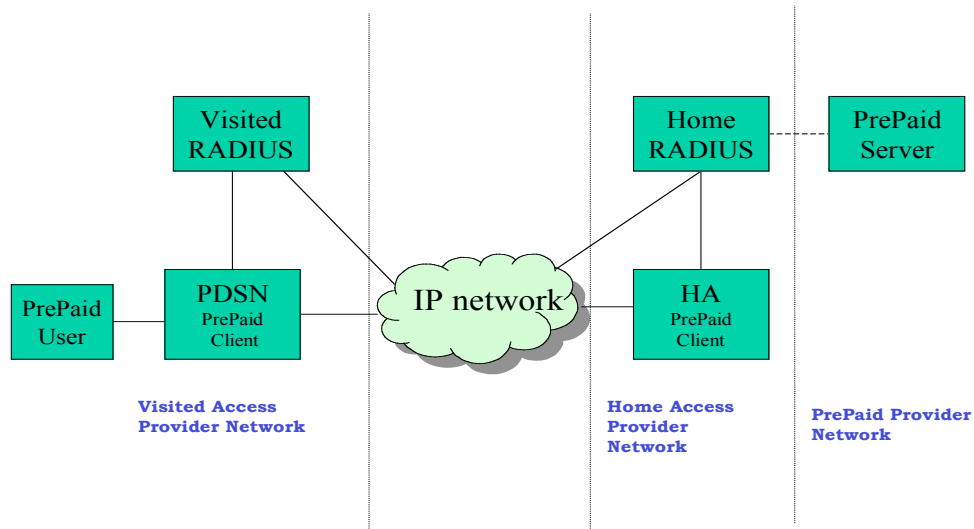 Visited
RADIUS
Home
RADIUS
PrePaid
Server
PrePaid
User
PDSN
PrePaid
Client
IP network
HA
PrePaid
Client
Visited Access
Provider Network
Home Access
Provider
Network
PrePaid Provider
Network